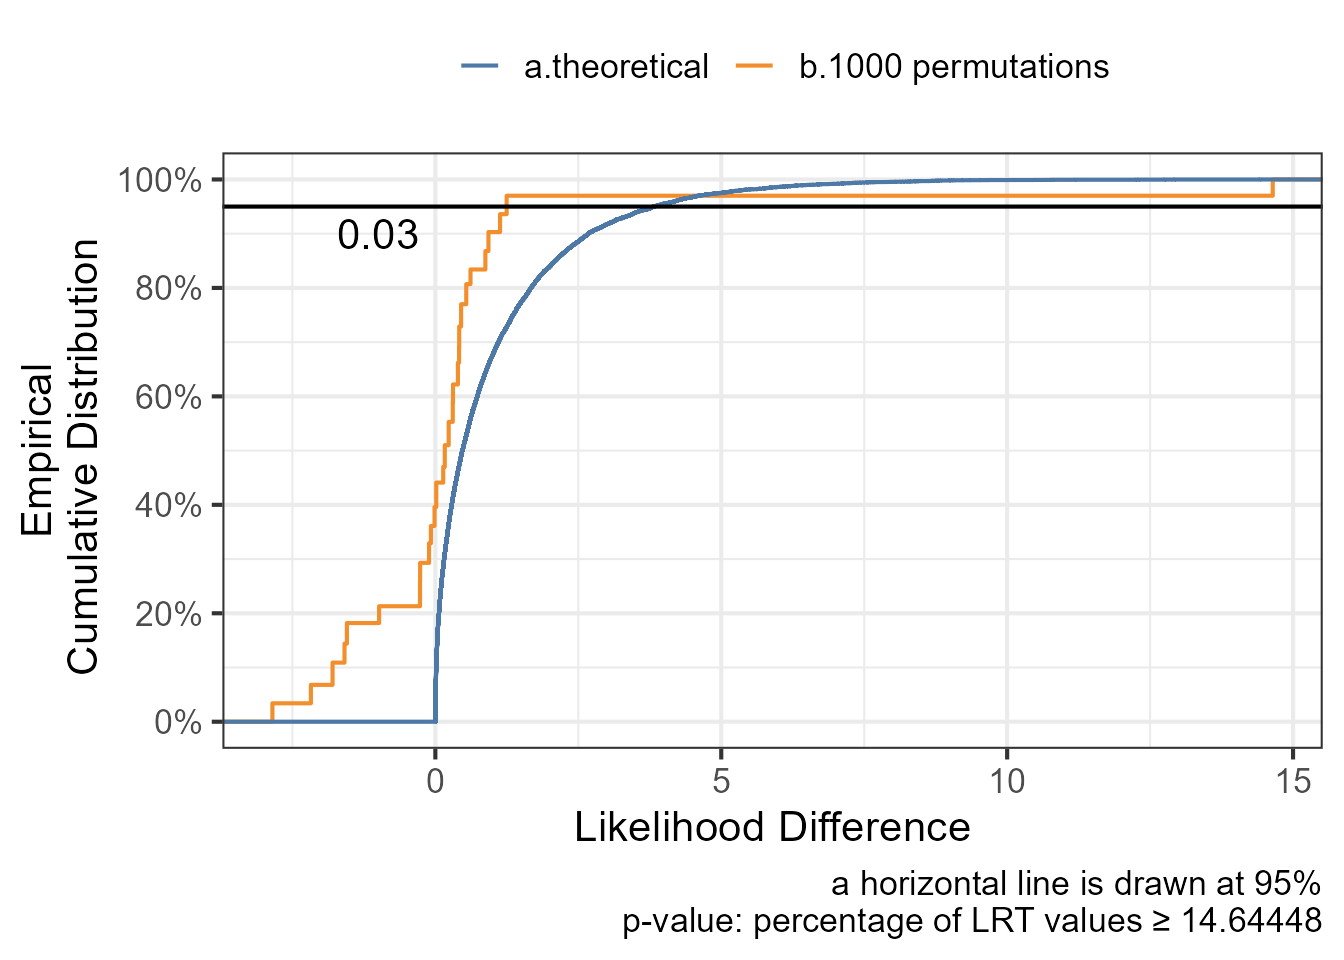 a.theoretical b.1000 permutations
100%
80%
60%
40%
20%
0%
0.03
Empirical
Cumulative Distribution
0 5 10 15
Likelihood Difference
a horizontal line is drawn at 95%
p-value: percentage of LRT values ≥ 14.64448